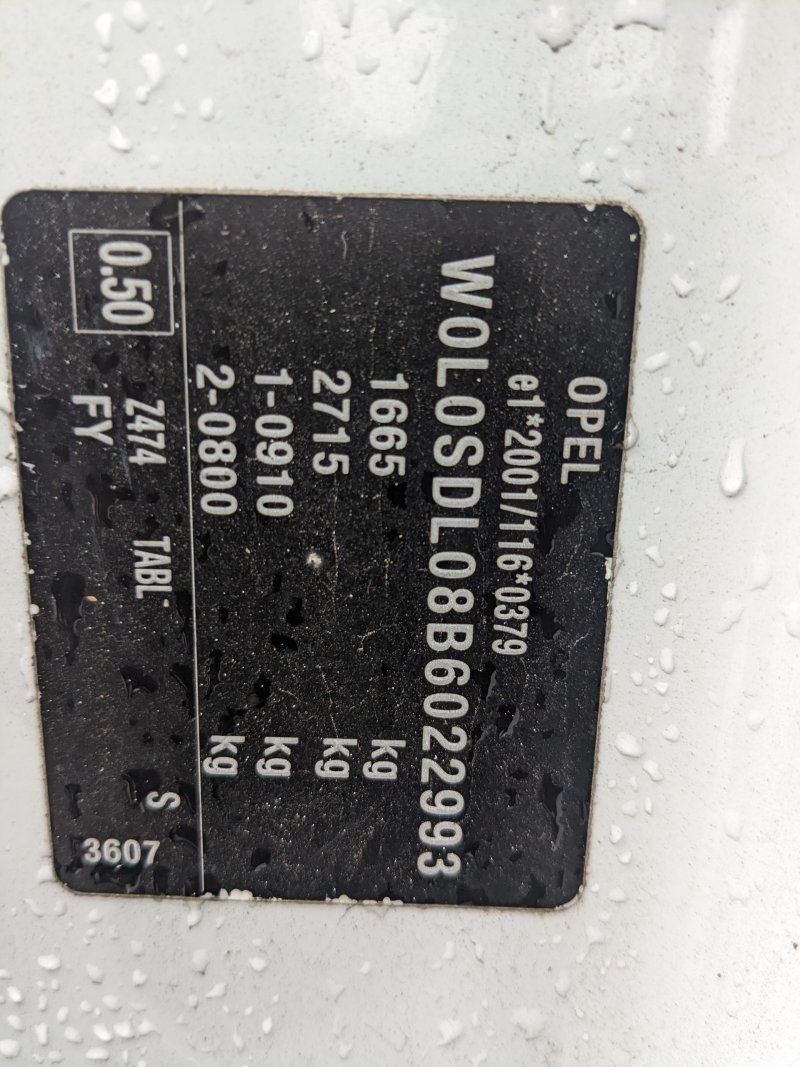 OPEL
e1*2001/116*0379
W0L0SDL08B6022993
1665 kg
2715 kg
1-0910 kg
2-0800 kg
0.50 Z474 TABL S
FY 3607